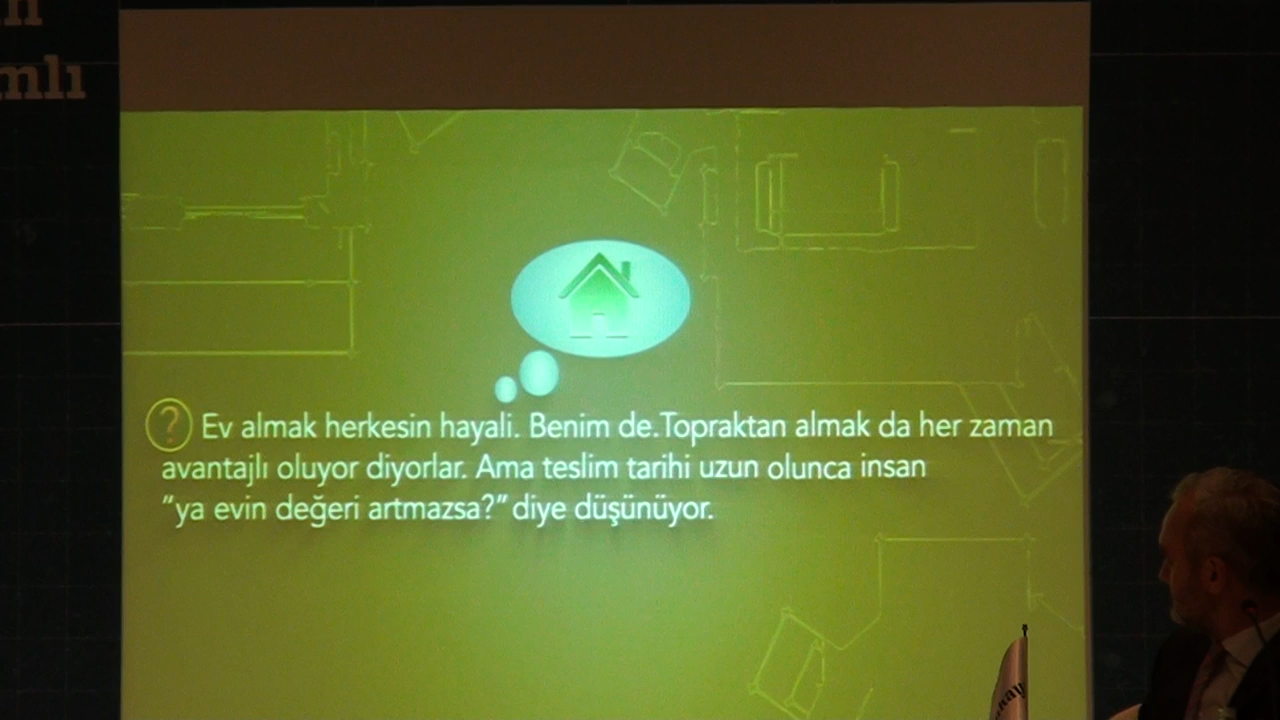 mlı
? Ev almak herkesin hayali. Benim de.Topraktan almak da her zaman
avantajlı oluyor diyorlar. Ama teslim tarihi uzun olunca insan
"ya evin değeri artmazsa?" diye düşünüyor.